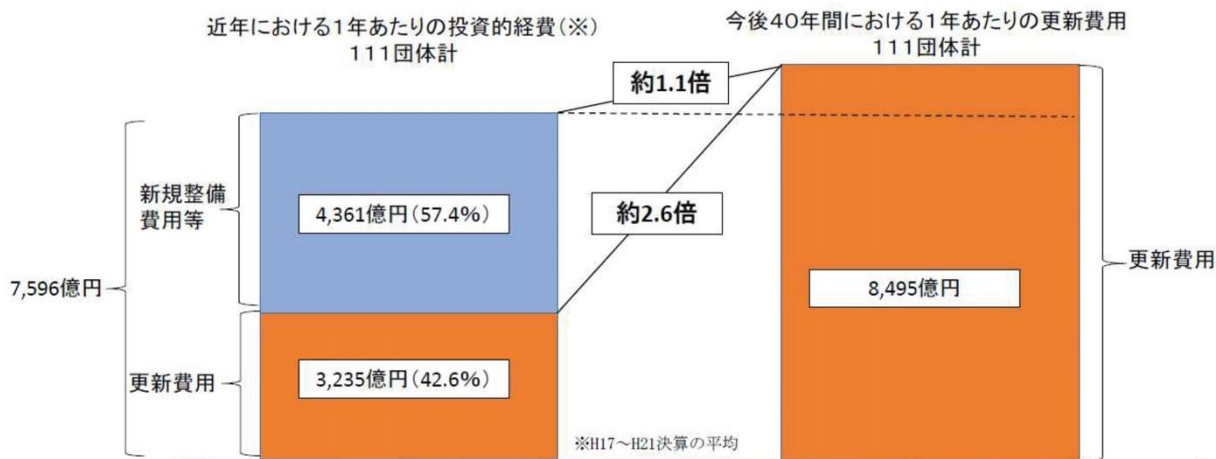 近年における1年あたりの投資的経費(※)
111団体計
今後40年間における1年あたりの更新費用
111団体計
約1.1倍
新規整備
費用等
4,361億円(57.4%)
約2.6倍
7,596億円
8,495億円
更新費用
更新費用
3,235億円(42.6%)
※H17～H21決算の平均